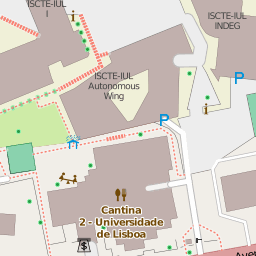 ISCTE-IUL
I
ISCTE-IUL
INDEG
ISCTE-IUL
Autonomous
Wing
P
P
Cantina
2 - Universidade
de Lisboa
$